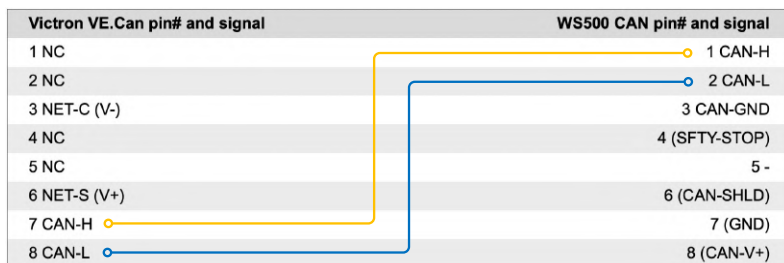 Victron VE.Can pin# and signal WS500 CAN pin# and signal
1 NC 1 CAN-H
2 NC 2 CAN-L
3 NET-C (V-) 3 CAN-GND
4 NC 4 (SFTY-STOP)
5 NC 5 -
6 NET-S (V+) 6 (CAN-SHLD)
7 CAN-H 7 (GND)
8 CAN-L 8 (CAN-V+)